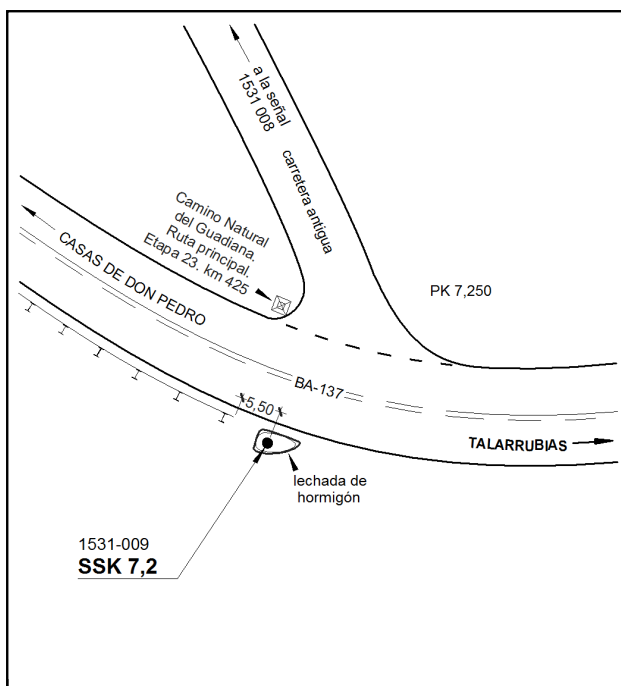 a la señal
1531 008
carretera antigua
Camino Natural
del Guadiana.
Ruta principal.
Etapa 23. km 425
CASAS DE DON PEDRO
PK 7,250
BA-137
5,50
TALARRUBIAS
lechada de
hormigón
1531-009
SSK 7,2